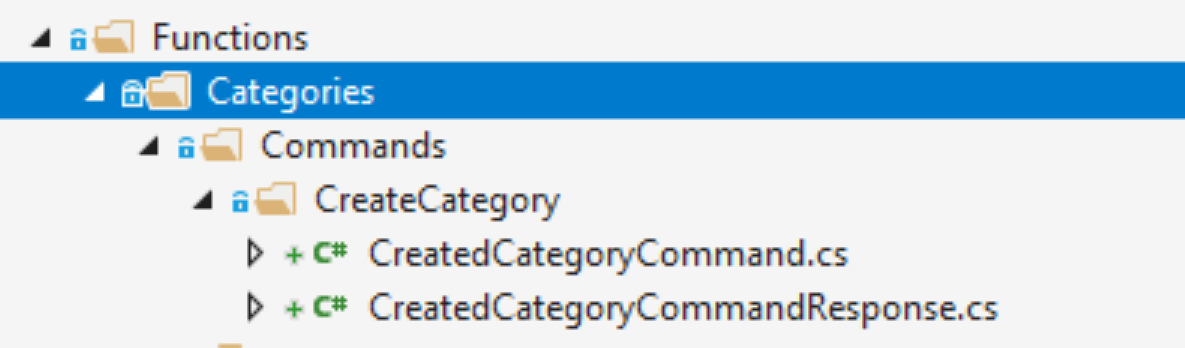 Functions
Categories
Commands
CreateCategory
+ C# CreatedCategoryCommand.cs
+ C# CreatedCategoryCommandResponse.cs